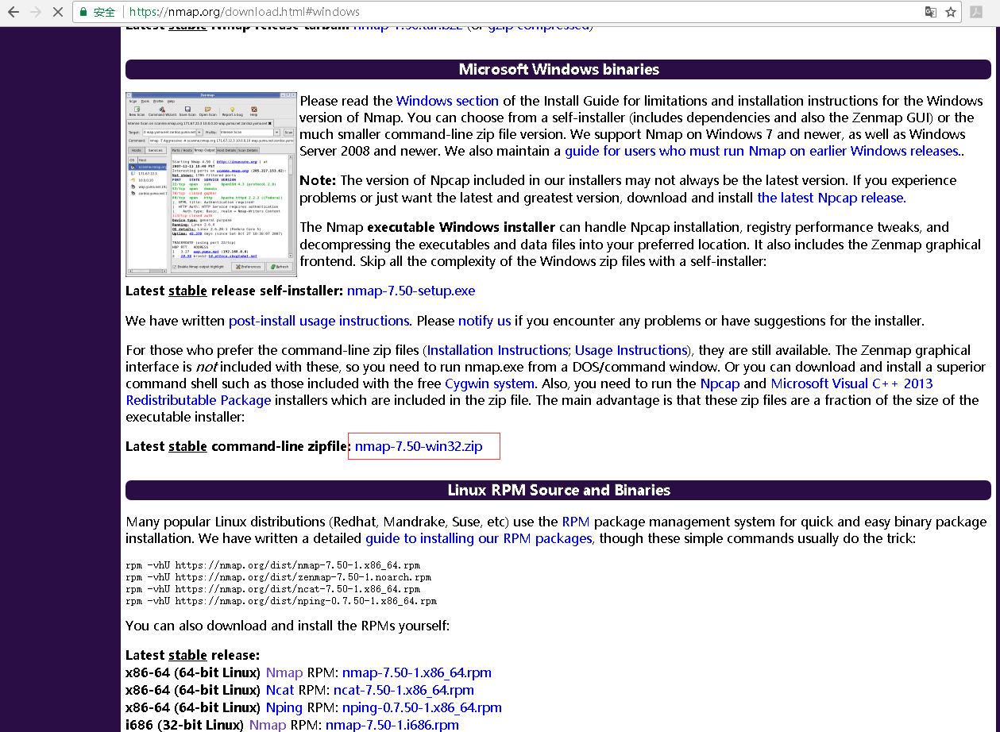 安全 https://nmap.org/download.html#windows
Latest stable Nmap release tarball: nmap-7.50.tar.bz2 (or gzip compressed)
Microsoft Windows binaries
Please read the Windows section of the Install Guide for limitations and installation instructions for the Windows
version of Nmap. You can choose from a self-installer (includes dependencies and also the Zenmap GUI) or the
much smaller command-line zip file version. We support Nmap on Windows 7 and newer, as well as Windows
Server 2008 and newer. We also maintain a guide for users who must run Nmap on earlier Windows releases..
Note: The version of Npcap included in our installers may not always be the latest version. If you experience
problems or just want the latest and greatest version, download and install the latest Npcap release.
The Nmap executable Windows installer can handle Npcap installation, registry performance tweaks, and
decompressing the executables and data files into your preferred location. It also includes the Zenmap graphical
frontend. Skip all the complexity of the Windows zip files with a self-installer:
Latest stable release self-installer: nmap-7.50-setup.exe
We have written post-install usage instructions. Please notify us if you encounter any problems or have suggestions for the installer.
For those who prefer the command-line zip files (Installation Instructions; Usage Instructions), they are still available. The Zenmap graphical
interface is not included with these, so you need to run nmap.exe from a DOS/command window. Or you can download and install a superior
command shell such as those included with the free Cygwin system. Also, you need to run the Npcap and Microsoft Visual C++ 2013
Redistributable Package installers which are included in the zip file. The main advantage is that these zip files are a fraction of the size of the
executable installer:
Latest stable command-line zipfile: nmap-7.50-win32.zip
Linux RPM Source and Binaries
Many popular Linux distributions (Redhat, Mandrake, Suse, etc) use the RPM package management system for quick and easy binary package
installation. We have written a detailed guide to installing our RPM packages, though these simple commands usually do the trick:
rpm -vhU https://nmap.org/dist/nmap-7.50-1.x86_64.rpm
rpm -vhU https://nmap.org/dist/zenmap-7.50-1.noarch.rpm
rpm -vhU https://nmap.org/dist/ncat-7.50-1.x86_64.rpm
rpm -vhU https://nmap.org/dist/nping-0.7.50-1.x86_64.rpm
You can also download and install the RPMs yourself:
Latest stable release:
x86-64 (64-bit Linux) Nmap RPM: nmap-7.50-1.x86_64.rpm
x86-64 (64-bit Linux) Ncat RPM: ncat-7.50-1.x86_64.rpm
x86-64 (64-bit Linux) Nping RPM: nping-0.7.50-1.x86_64.rpm
i686 (32-bit Linux) Nmap RPM: nmap-7.50-1.i686.rpm